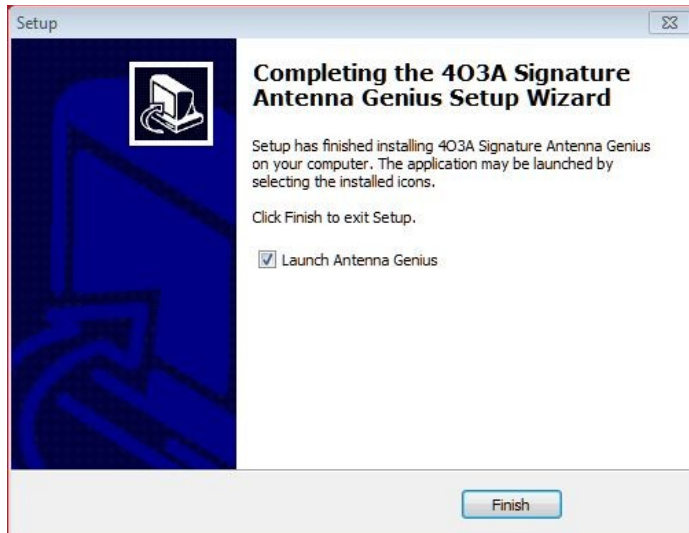 Setup
Completing the 4O3A Signature
Antenna Genius Setup Wizard
Setup has finished installing 4O3A Signature Antenna Genius
on your computer. The application may be launched by
selecting the installed icons.
Click Finish to exit Setup.
Launch Antenna Genius
Finish